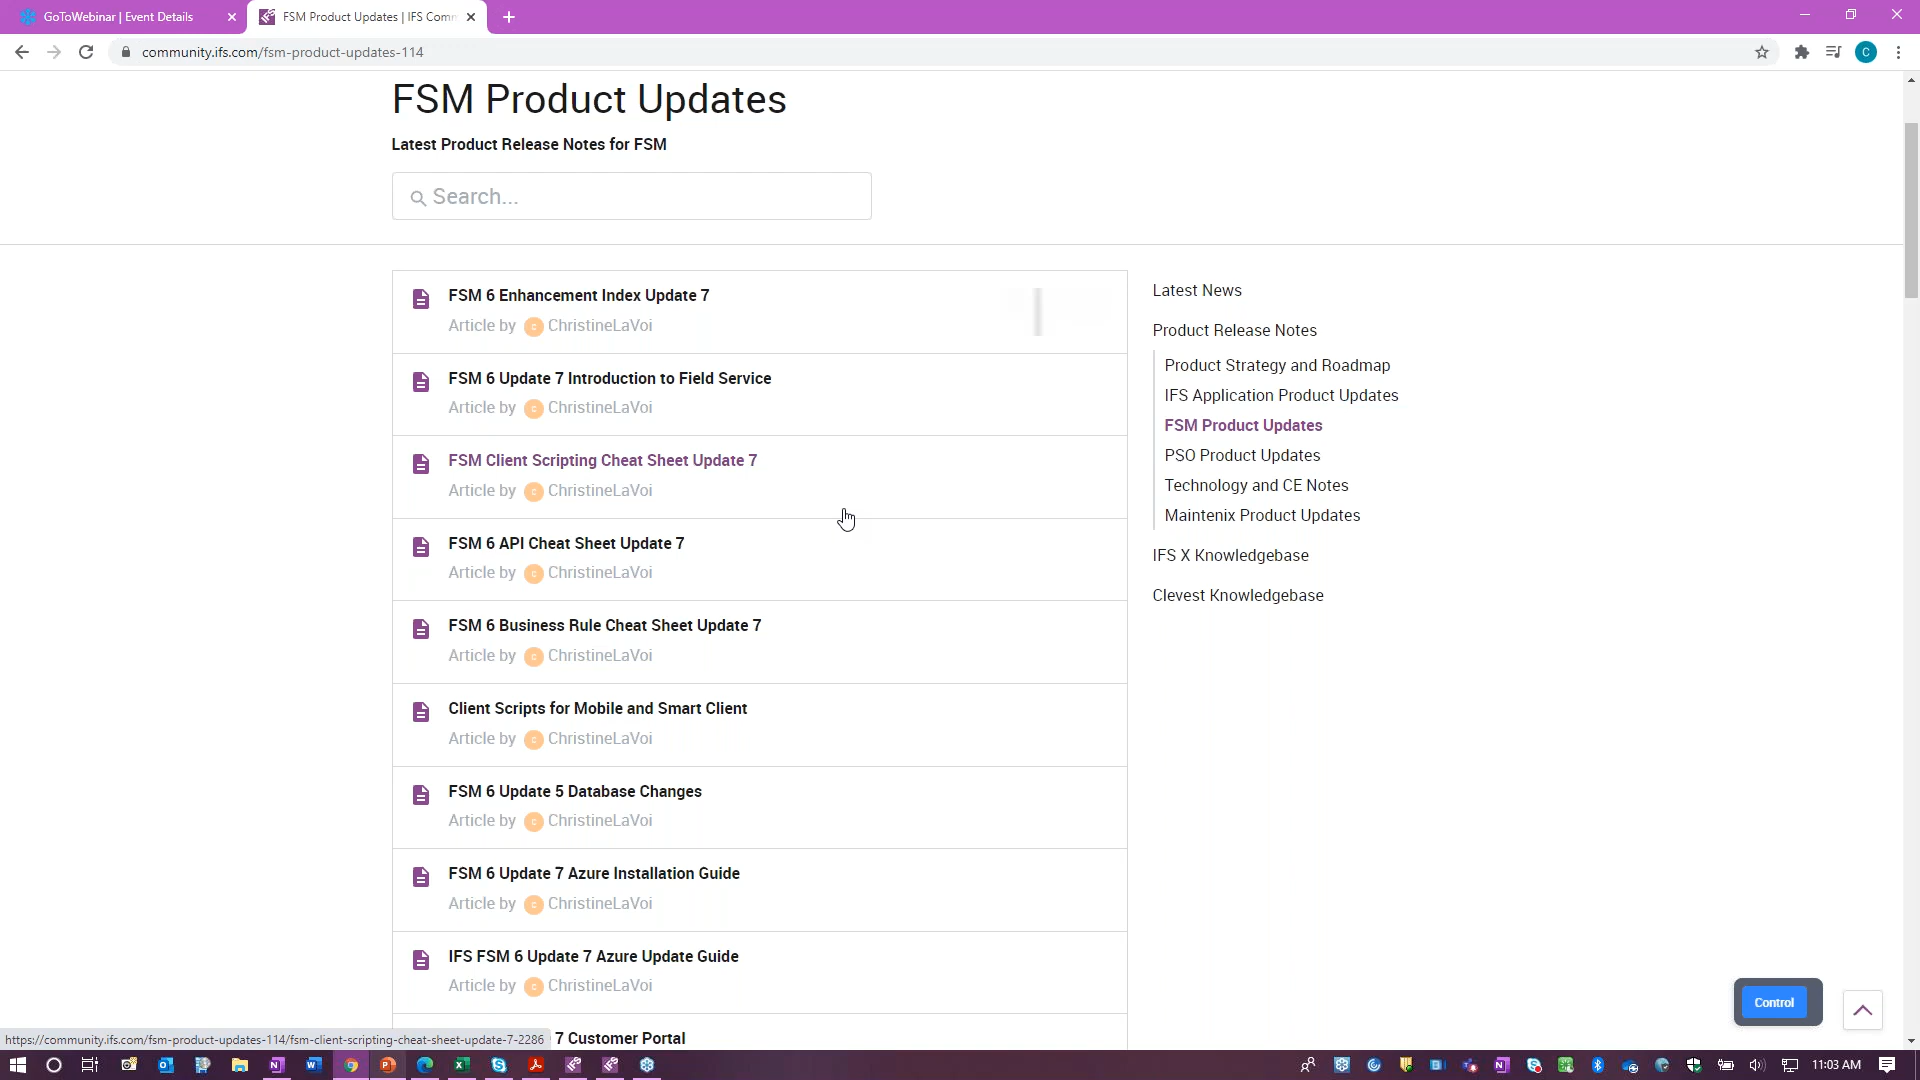 GoToWebinar | Event Details
FSM Product Updates | IFS Comm
community.ifs.com/fsm-product-updates-114
C
FSM Product Updates
Latest Product Release Notes for FSM
Search...
FSM 6 Enhancement Index Update 7
Article by C ChristineLaVoi
FSM 6 Update 7 Introduction to Field Service
Article by C ChristineLaVoi
FSM Client Scripting Cheat Sheet Update 7
Article by C ChristineLaVoi
FSM 6 API Cheat Sheet Update 7
Article by C ChristineLaVoi
FSM 6 Business Rule Cheat Sheet Update 7
Article by C ChristineLaVoi
Client Scripts for Mobile and Smart Client
Article by C ChristineLaVoi
FSM 6 Update 5 Database Changes
Article by C ChristineLaVoi
FSM 6 Update 7 Azure Installation Guide
Article by C ChristineLaVoi
IFS FSM 6 Update 7 Azure Update Guide
Article by C ChristineLaVoi
7 Customer Portal
Latest News
Product Release Notes
Product Strategy and Roadmap
IFS Application Product Updates
FSM Product Updates
PSO Product Updates
Technology and CE Notes
Maintenix Product Updates
IFS X Knowledgebase
Clevest Knowledgebase
Control
https://community.ifs.com/fsm-product-updates-114/fsm-client-scripting-cheat-sheet-update-7-2286
11:03 AM